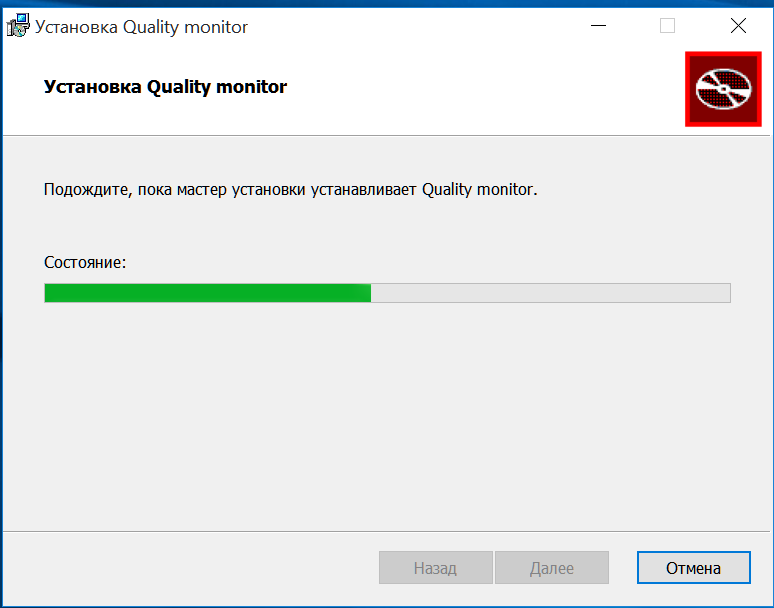 Установка Quality monitor
Установка Quality monitor
Подождите, пока мастер установки устанавливает Quality monitor.
Состояние:
Назад
Далее
Отмена